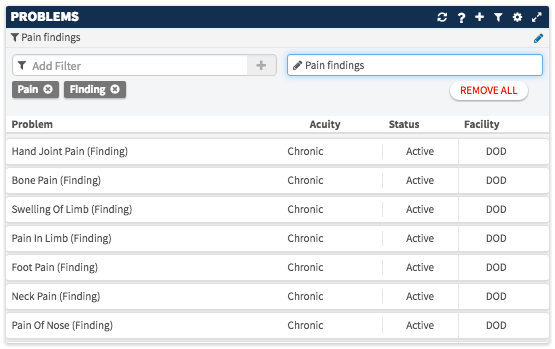 PROBLEMS
Pain findings
Add Filter
Pain findings
Pain Finding
REMOVE ALL
Problem Acuity Status Facility
Hand Joint Pain (Finding) Chronic Active DOD
Bone Pain (Finding) Chronic Active DOD
Swelling Of Limb (Finding) Chronic Active DOD
Pain In Limb (Finding) Chronic Active DOD
Foot Pain (Finding) Chronic Active DOD
Neck Pain (Finding) Chronic Active DOD
Pain Of Nose (Finding) Chronic Active DOD